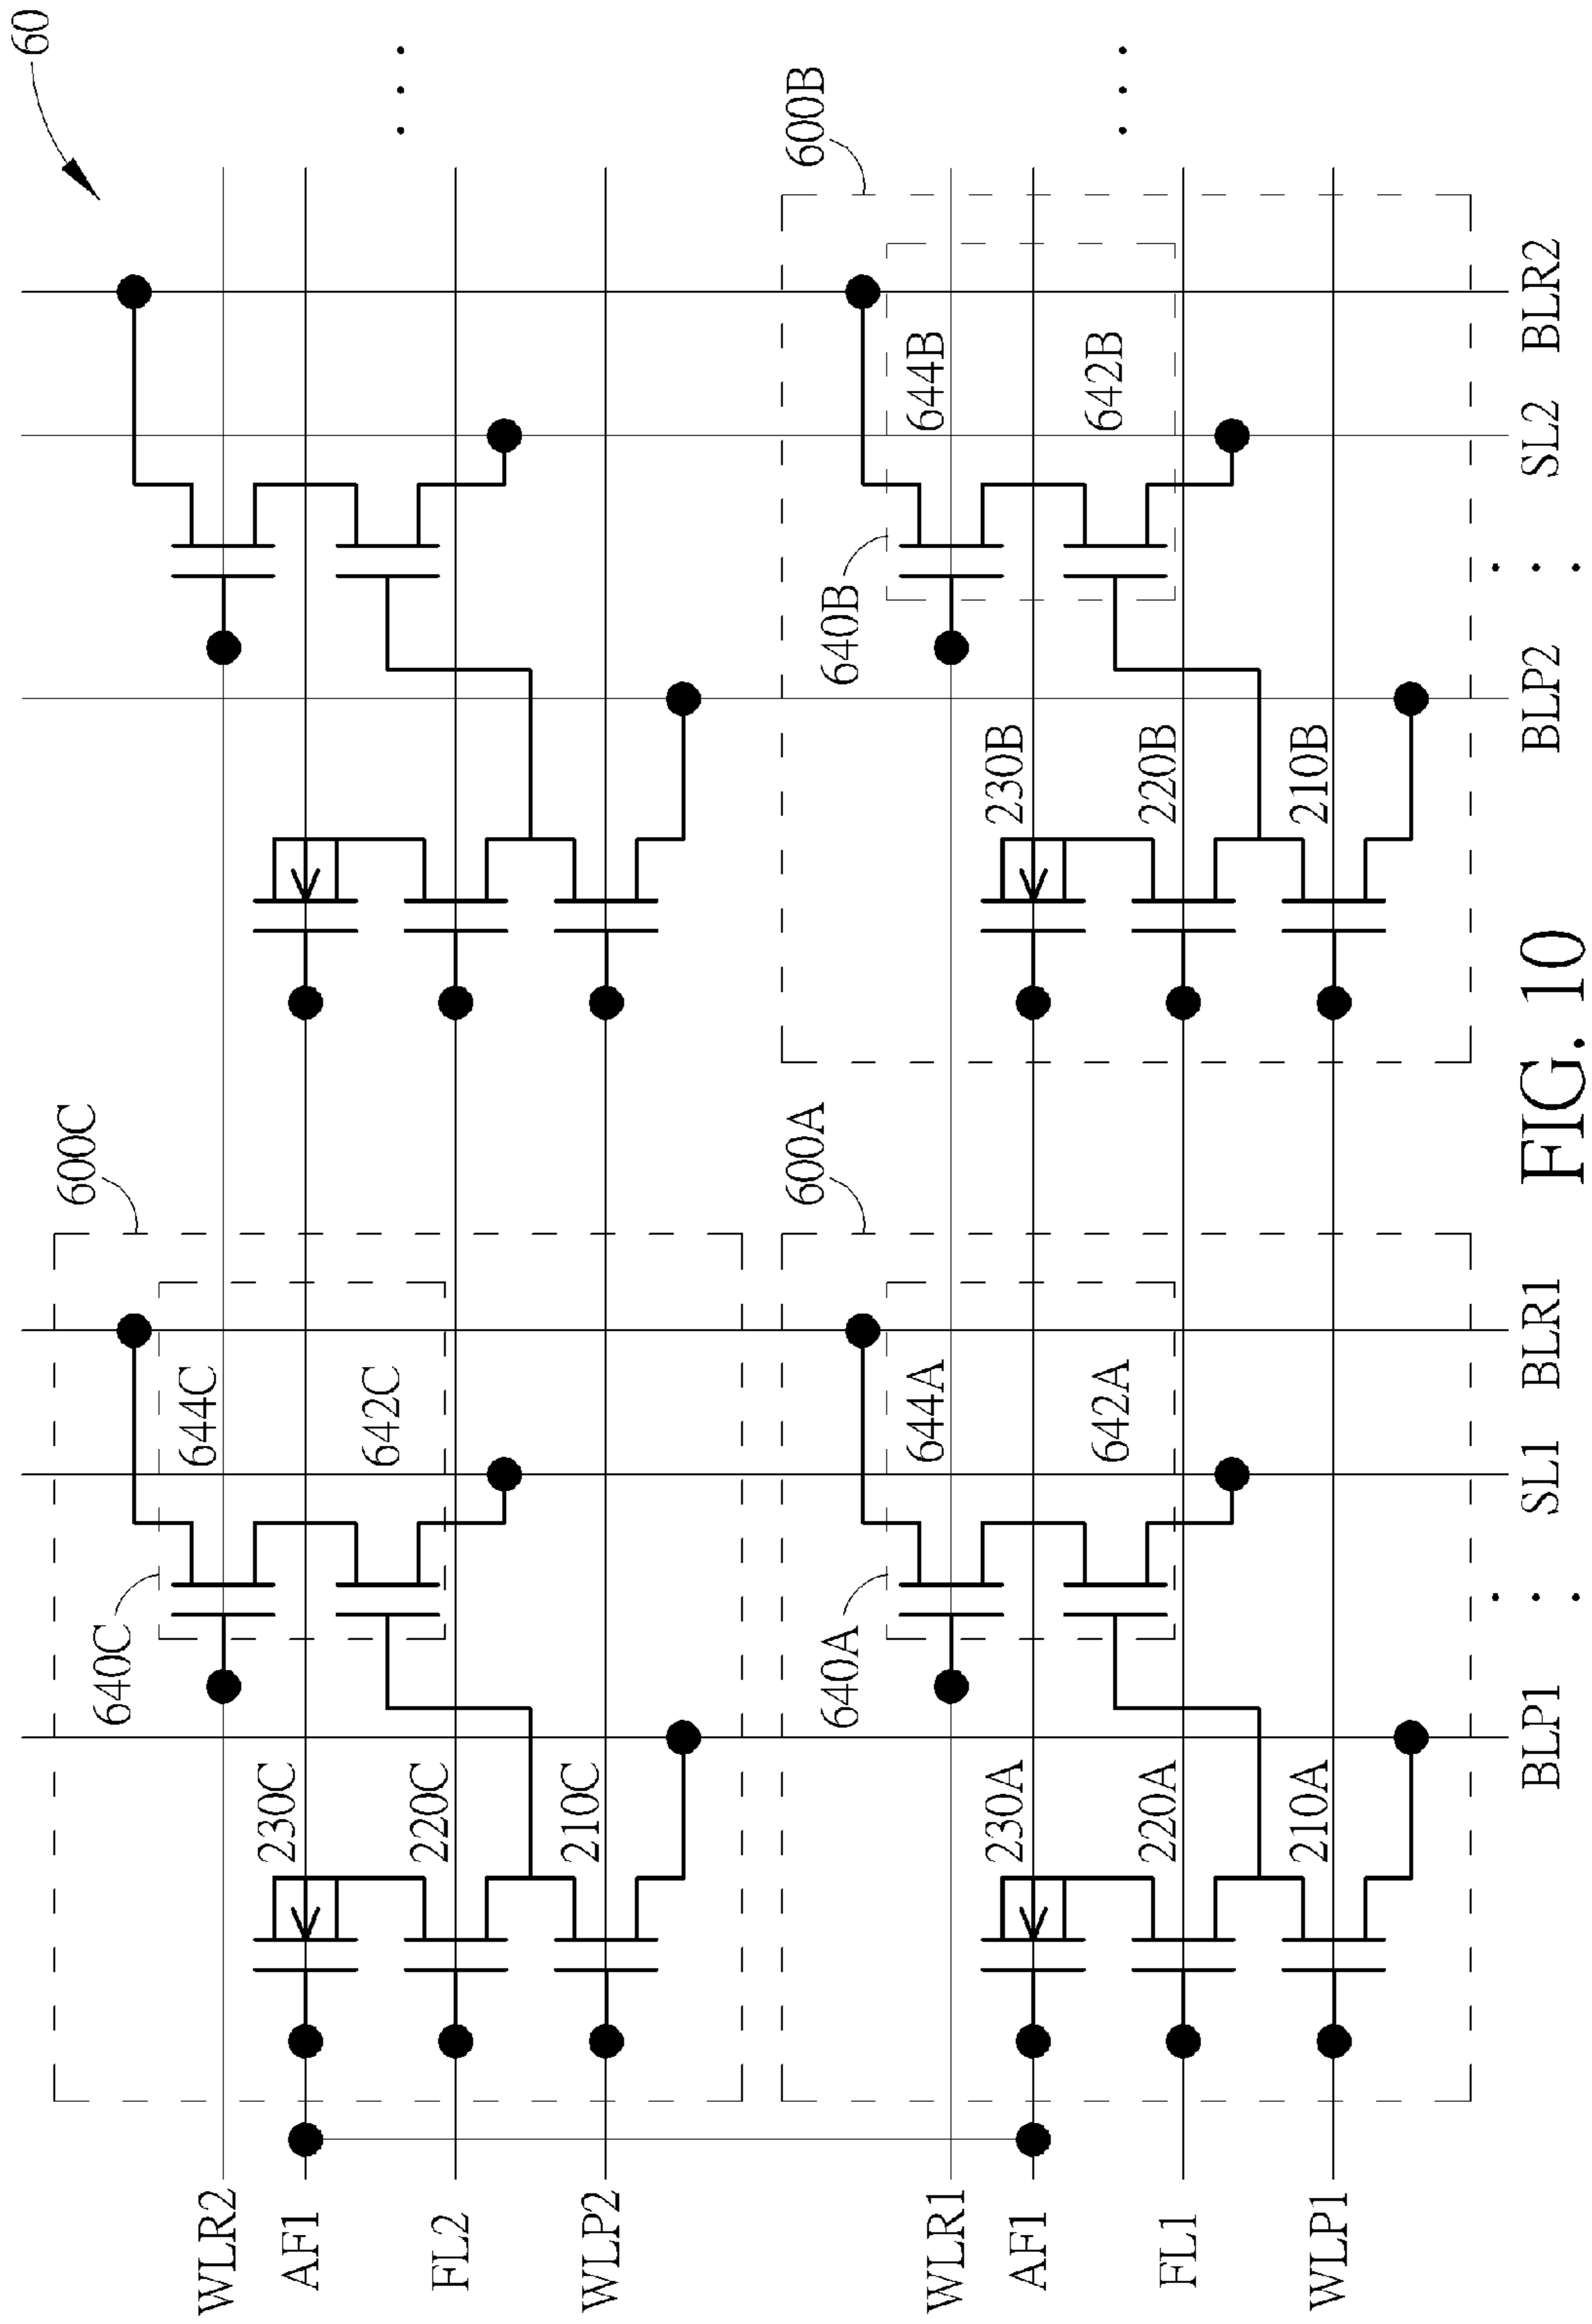 60
600C
600B
640C
644C
642C
230C
220C
210C
WLR2
AF1
FL2
WLP2
600A
640A
644A
642A
230A
220A
210A
640B
644B
642B
230B
220B
210B
WLR1
AF1
FL1
WLP1
BLP1
SL1
BLR1
BLP2
SL2
BLR2
FIG. 10